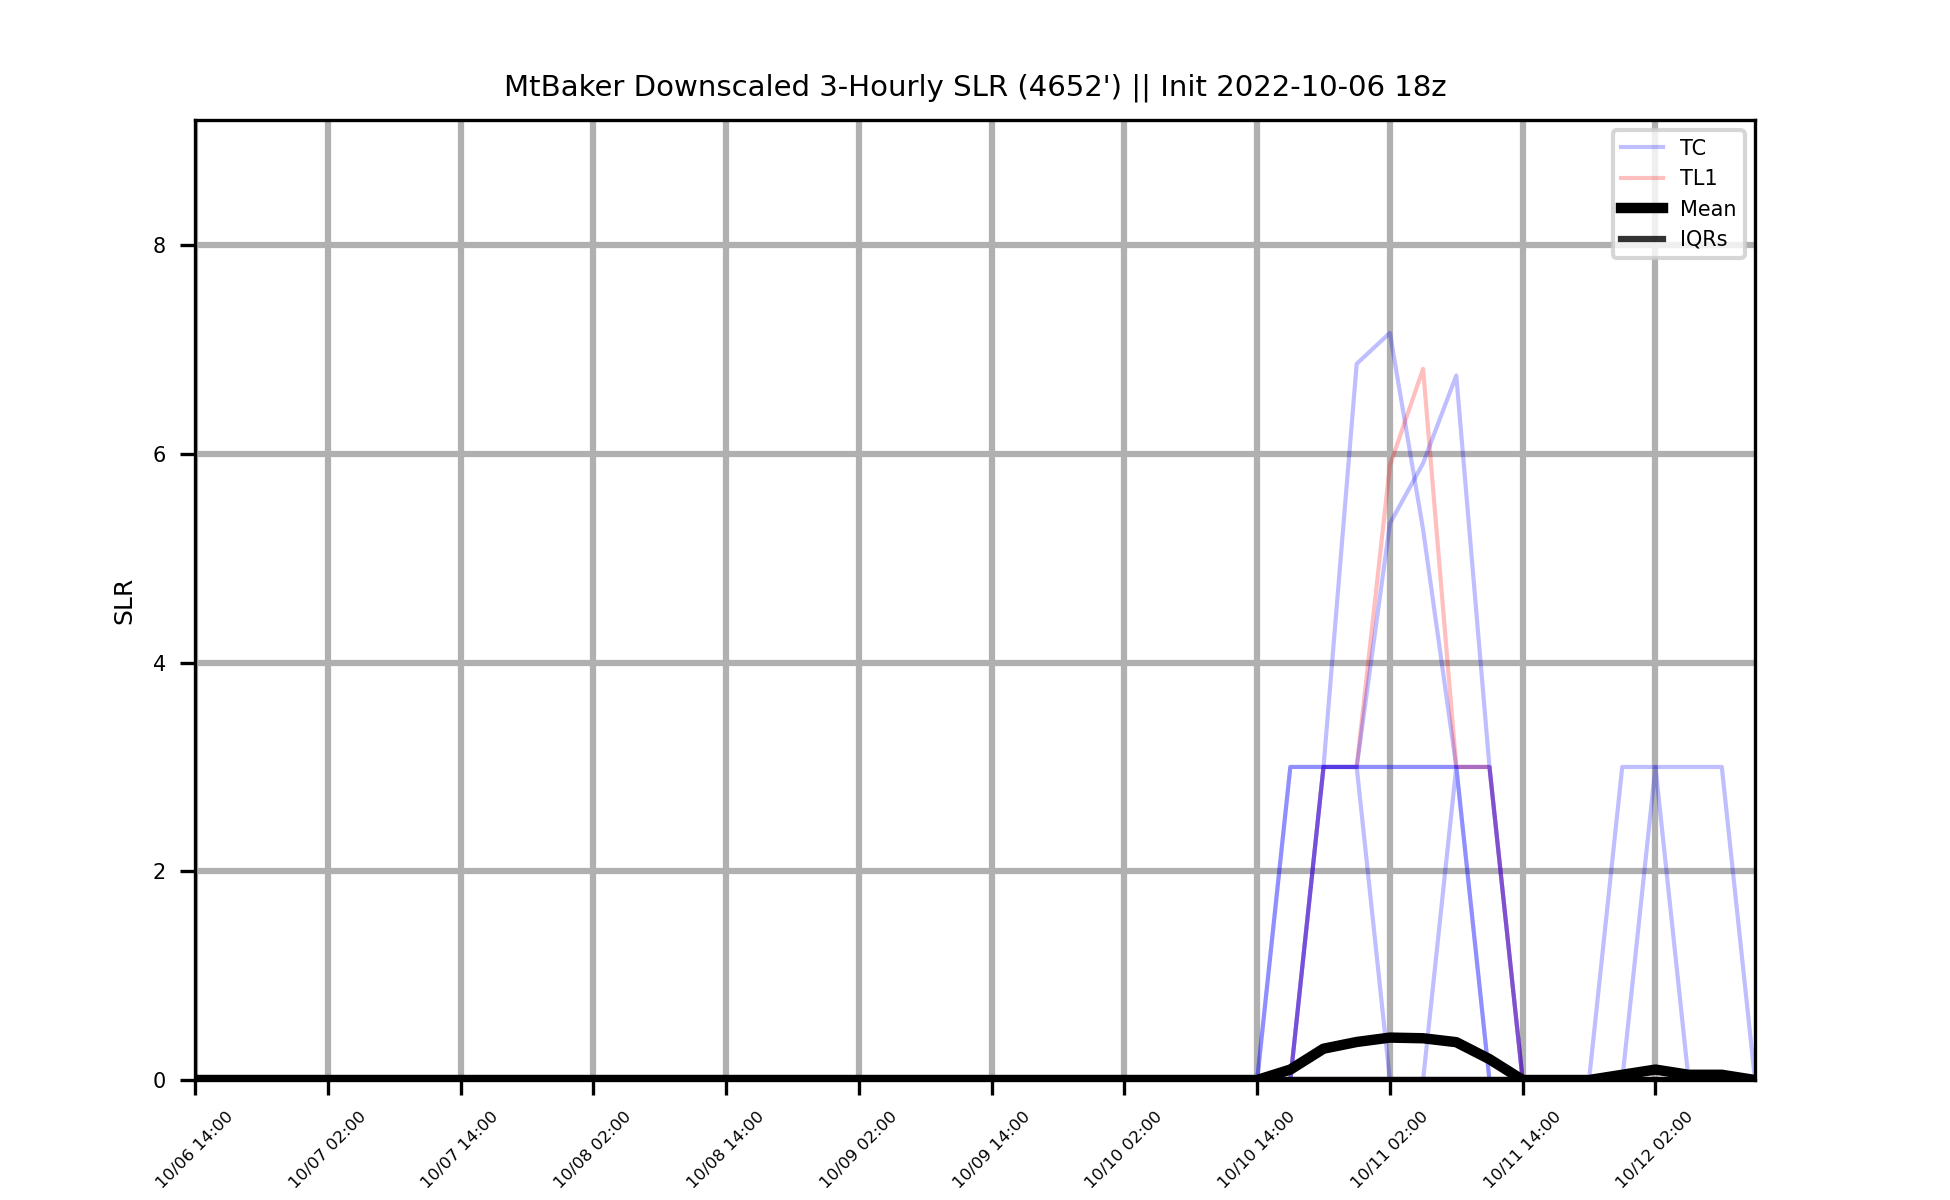 MtBaker Downscaled 3-Hourly SLR (4652') || Init 2022-10-06 18z
TC
TL1
Mean
IQRs
SLR
8
6
4
2
0
10/06 14:00
10/07 02:00
10/07 14:00
10/08 02:00
10/08 14:00
10/09 02:00
10/09 14:00
10/10 02:00
10/10 14:00
10/11 02:00
10/11 14:00
10/12 02:00